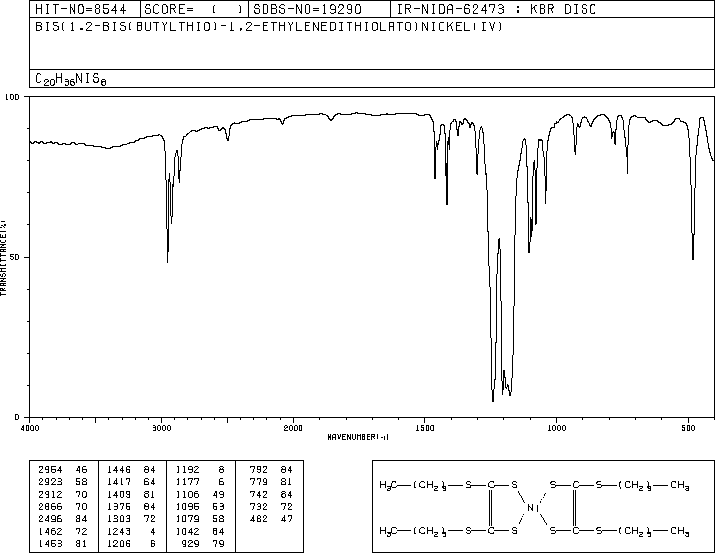 HIT-NO=8544 SCORE= ( ) SDBS-NO=19290 IR-NIDA-62473 : KBR DISC
BIS(1,2-BIS(BUTYLTHIO)-1,2-ETHYLENEDITHIOLATO)NICKEL(IV)
C20H36NIS8
100
50
0
TRANSMITTANCE(%)
4000 3000 2000 1500 1000 500
WAVENUMBER(-1)
2964 46 1446 84 1192 8 792 84
2923 58 1417 64 1177 6 779 81
2912 70 1409 81 1106 49 742 84
2866 70 1376 84 1096 53 732 72
2496 84 1303 72 1079 58 482 47
1462 72 1243 4 1042 64
1453 81 1206 6 929 79
H3C-(CH2)3-S-C-S S-C-S-(CH2)3-CH3
NI
H3C-(CH2)3-S-C-S S-C-S-(CH2)3-CH3